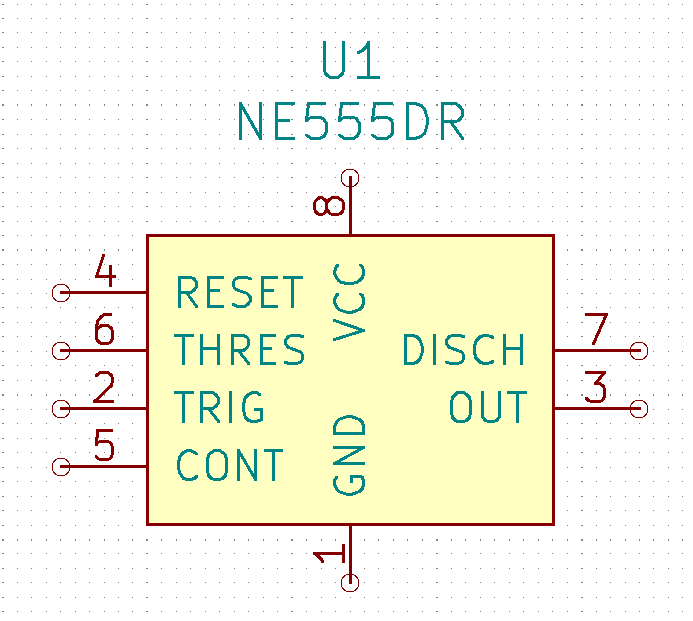 U1
NE555DR
8
4 RESET VCC
6 THRES DISCH 7
2 TRIG OUT 3
5 CONT GND
1